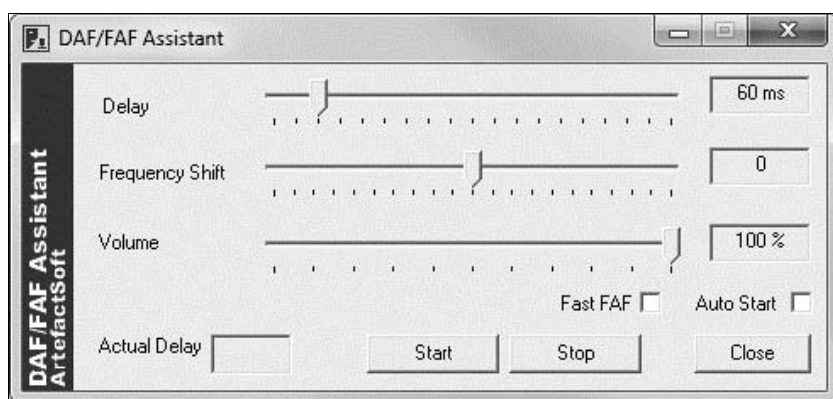 DAF/FAF Assistant
DAF/FAF Assistant
ArtefactSoft
Delay
60 ms
Frequency Shift
0
Volume
100 %
Fast FAF
Auto Start
Actual Delay
Start
Stop
Close